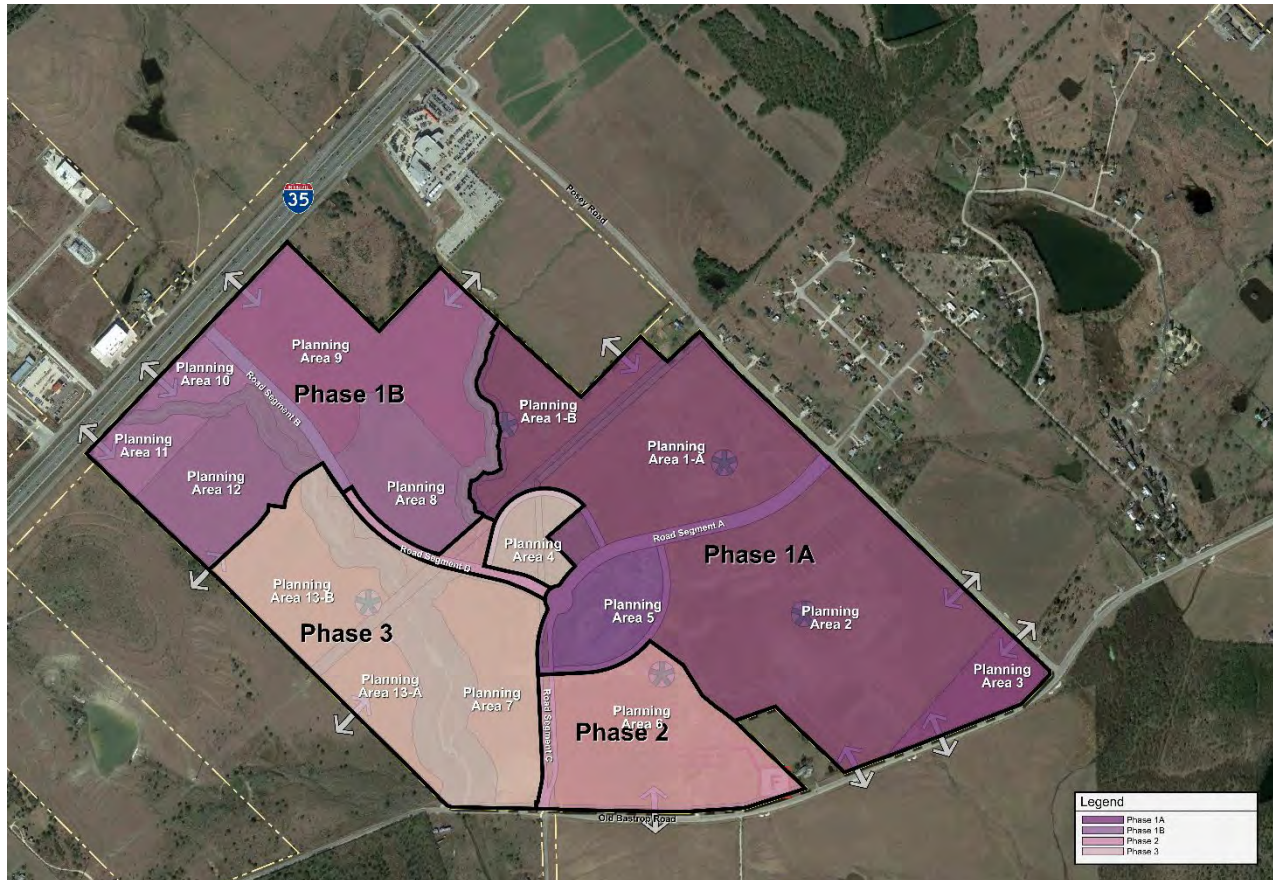 35
Posey Road
Planning
Area 9
Planning
Area 10
Phase 1B
Road Segment B
Planning
Area 1-B
Planning
Area 1-A
Planning
Area 11
Planning
Area 12
Planning
Area 8
Road Segment A
Planning
Area 4
Road Segment D
Phase 1A
Planning
Area 13-B
Planning
Area 5
Planning
Area 2
Phase 3
Planning
Area 3
Planning
Area 13-A
Planning
Area 7
Road Segment C
Planning
Area 6
Phase 2
F
Old Bastrop Road
Legend
Phase 1A
Phase 1B
Phase 2
Phase 3